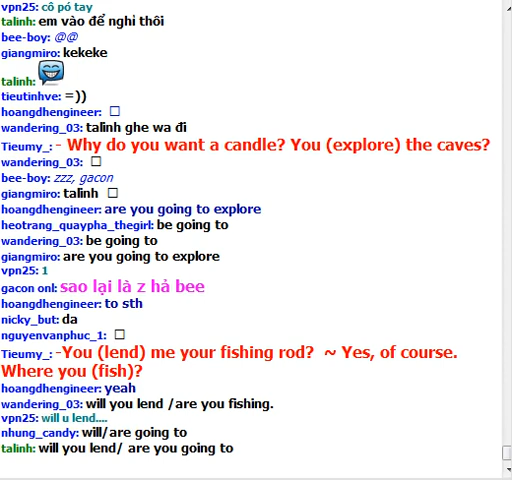 vpn25: cô pó tay
talinh: em vào để nghi thôi
bee-boy: @@
giangmiro: kekeke
talinh:
tieutinhve: =))
hoangdhengineer: □
wandering_03: talinh ghe wa đi
Tieumy_: - Why do you want a candle? You (explore) the caves?
wandering_03: □
bee-boy: zzz, gacon
giangmiro: talinh □
hoangdhengineer: are you going to explore
heotrang_quaypha_thegirl: be going to
wandering_03: be going to
giangmiro: are you going to explore
vpn25: 1
gacon onl: sao lại là z hả bee
hoangdhengineer: to sth
nicky_but: da
nguyenvanphuc_1: □
Tieumy_: -You (lend) me your fishing rod? ~ Yes, of course.
Where you (fish)?
hoangdhengineer: yeah
wandering_03: will you lend /are you fishing.
vpn25: will u lend....
nhung_candy: will/are going to
talinh: will you lend/ are you going to